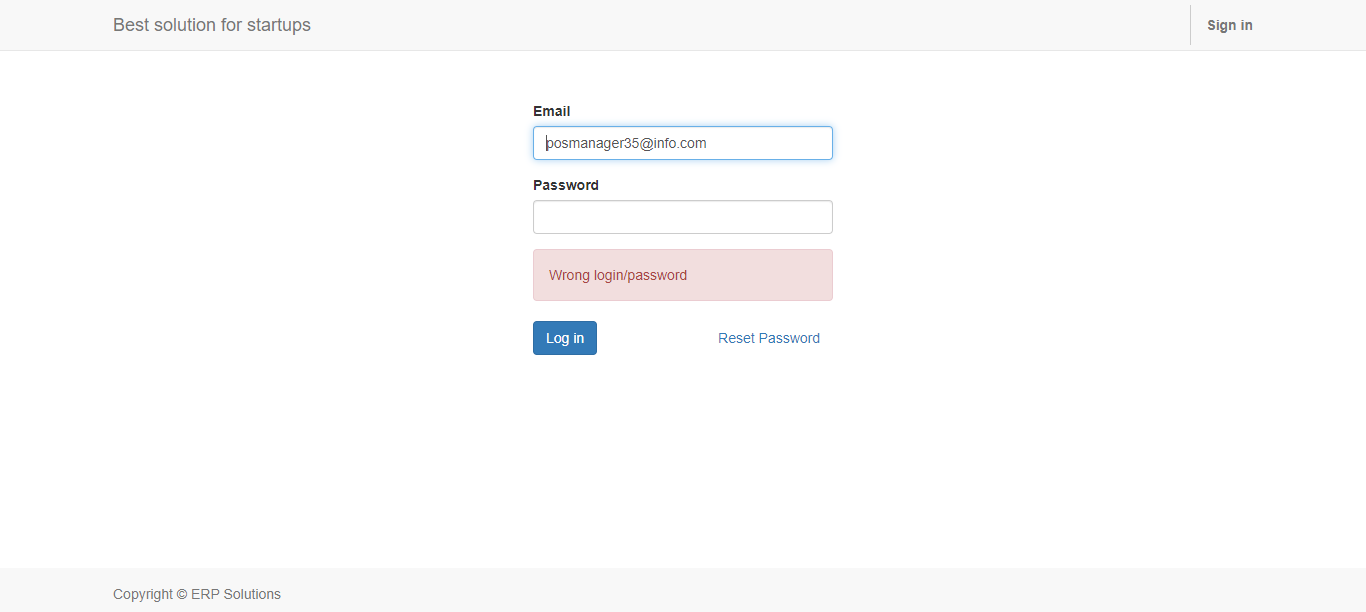 Best solution for startups
Sign in
Email
posmanager35@info.com
Password
Wrong login/password
Log in
Reset Password
Copyright © ERP Solutions